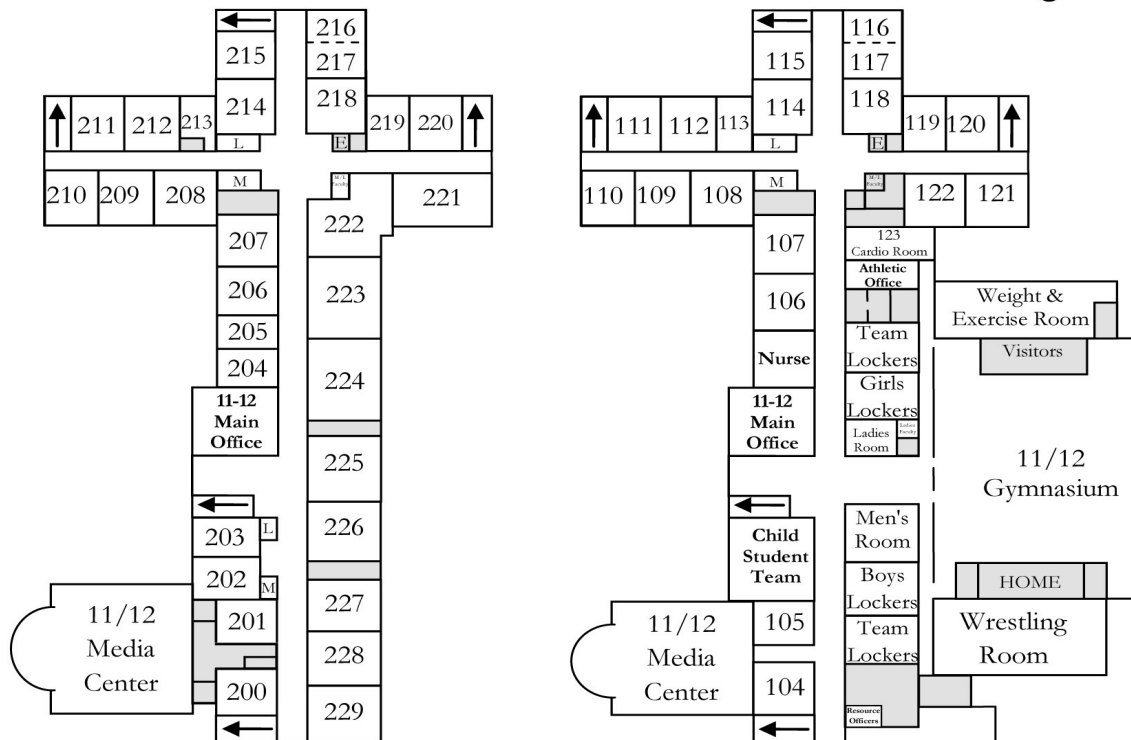 g
216
215
217
214
218
211
212
213
219
220
L
E
M
M/L
Faculty
210
209
208
221
222
207
206
223
205
204
224
11-12
Main
Office
225
226
203
L
202
M
227
201
11/12
Media
Center
228
200
229
116
115
117
114
118
111
112
113
119
120
L
E
M
M/L
Faculty
110
109
108
122
121
107
123
Cardio Room
Athletic
Office
106
Weight &
Exercise Room
Team
Lockers
Visitors
Nurse
Girls
Lockers
11-12
Main
Office
Ladies
Room
Ladies
Faculty
11/12
Gymnasium
Men's
Room
Child
Student
Team
Boys
Lockers
HOME
105
11/12
Media
Center
Team
Lockers
Wrestling
Room
104
Resource
Officers